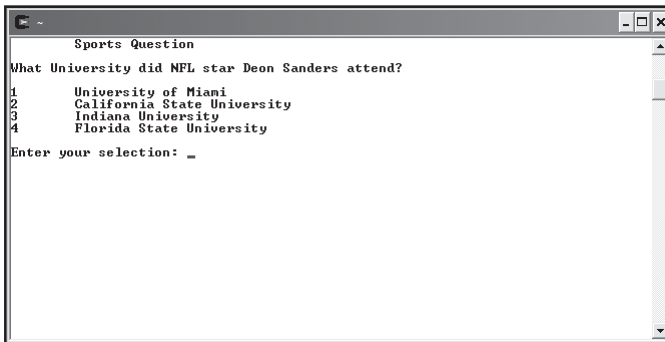 ~
Sports Question
What University did NFL star Deon Sanders attend?
1 University of Miami
2 California State University
3 Indiana University
4 Florida State University
Enter your selection: _